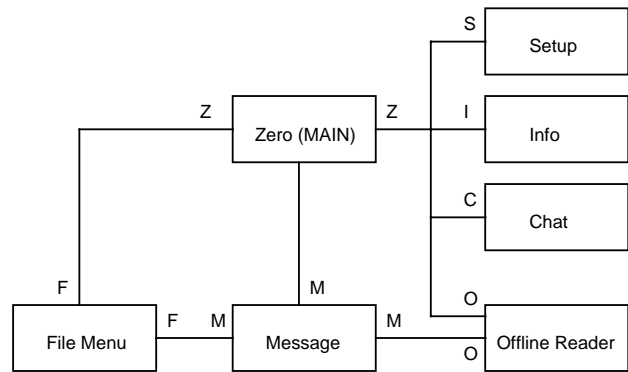 S
Setup
Z
Zero (MAIN)
Z
I
Info
C
Chat
F
M
O
File Menu
F
M
Message
M
O
Offline Reader